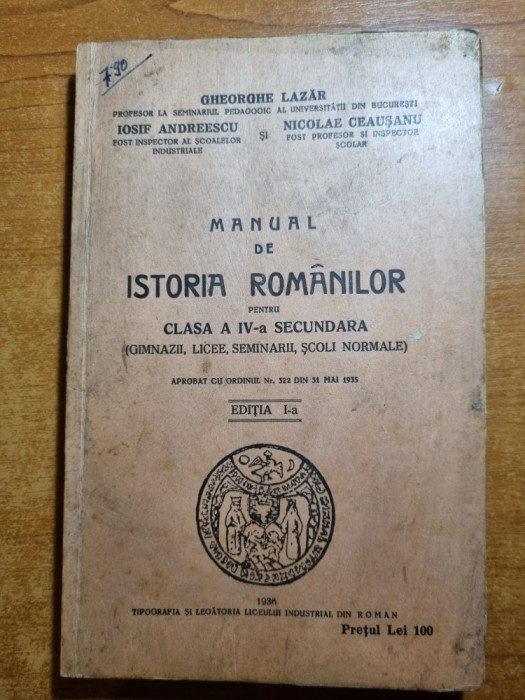 7.90
GHEORGHE LAZĂR
PROFESOR LA SEMINARIUL PEDAGOGIC AL UNIVERSITĂȚII DIN BUCUREȘTI
IOSIF ANDREESCU ȘI NICOLAE CEAUȘANU
FOST INSPECTOR AL ȘCOALELOR INDUSTRIALE
FOST PROFESOR SI INSPECTOR ȘCOLAR
MANUAL
DE
ISTORIA ROMÂNILOR
PENTRU
CLASA A IV-a SECUNDARA
(GIMNAZII, LICEE, SEMINARII, ȘCOLI NORMALE)
APROBAT CU ORDINUL Nr. 322 DIN 31 MAI 1935
EDIȚIA I-a
1936
TIPOGRAFIA SI LEGĂTORIA LICEULUI INDUSTRIAL DIN ROMAN
Prețul Lei 100